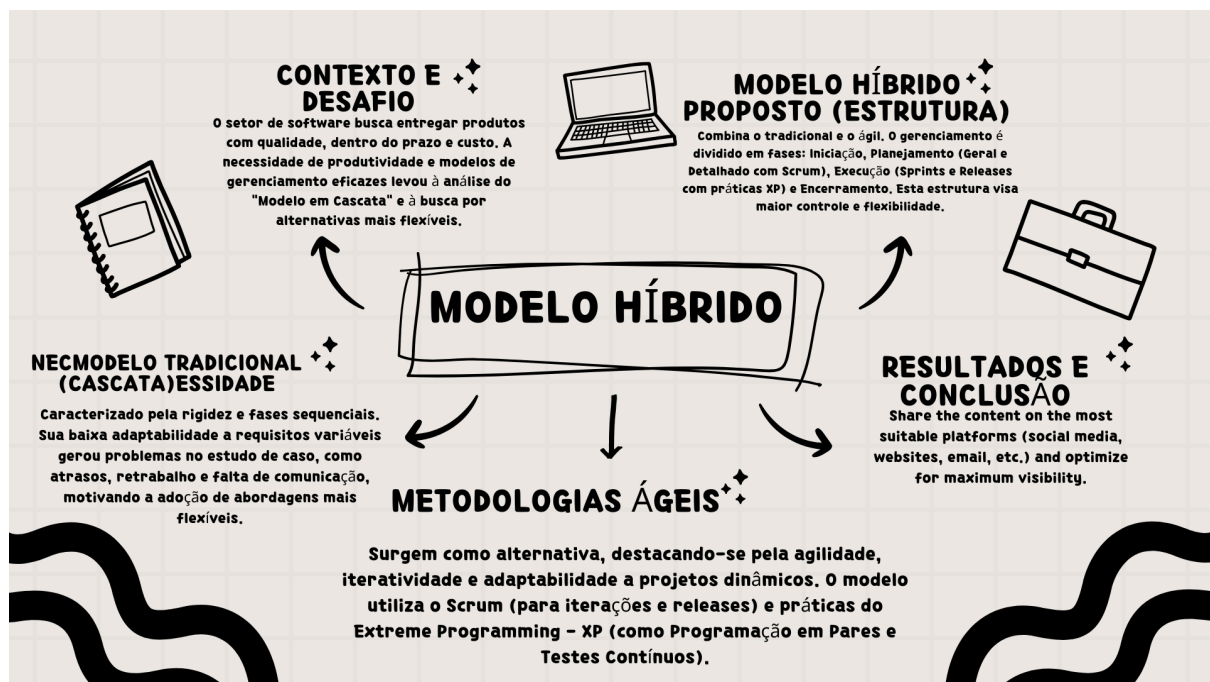 CONTEXTO E
DESAFIO
O setor de software busca entregar produtos
com qualidade, dentro do prazo e custo. A
necessidade de produtividade e modelos de
gerenciamento eficazes levou à análise do
"Modelo em Cascata" e à busca por
alternativas mais flexíveis.
MODELO HÍBRIDO
PROPOSTO (ESTRUTURA)
Combina o tradicional e o ágil. O gerenciamento é
dividido em fases: Iniciação, Planejamento (Geral e
Detalhado com Scrum), Execução (Sprints e Releases
com práticas XP) e Encerramento. Esta estrutura visa
maior controle e flexibilidade.
MODELO HÍBRIDO
NECMODELO TRADICIONAL
(CASCATA)ESSIDADE
Caracterizado pela rigidez e fases sequenciais.
Sua baixa adaptabilidade a requisitos variáveis
gerou problemas no estudo de caso, como
atrasos, retrabalho e falta de comunicação,
motivando a adoção de abordagens mais
flexíveis.
RESULTADOS E
CONCLUSÃO
Share the content on the most
suitable platforms (social media,
websites, email, etc.) and optimize
for maximum visibility.
METODOLOGIAS ÁGEIS
Surgem como alternativa, destacando-se pela agilidade,
iteratividade e adaptabilidade a projetos dinâmicos. O modelo
utiliza o Scrum (para iterações e releases) e práticas do
Extreme Programming - XP (como Programação em Pares e
Testes Contínuos).